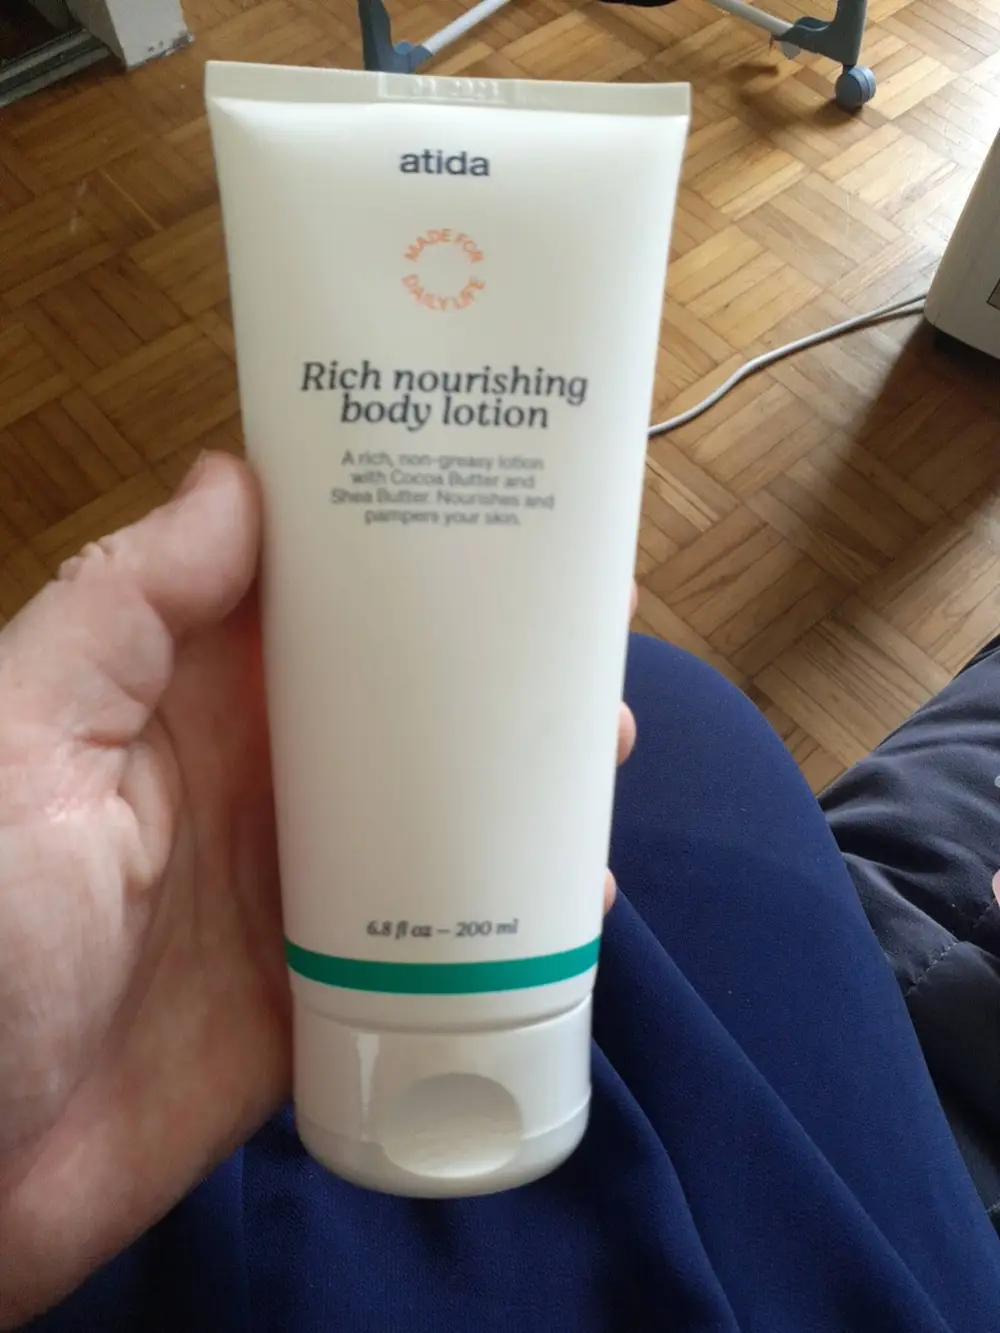 atida
MADE FOR
DAILY LIFE
Rich nourishing
body lotion
A rich, non-greasy lotion
with Cocoa Butter and
Shea Butter. Nourishes and
pampers your skin.
6.8 fl oz – 200 ml